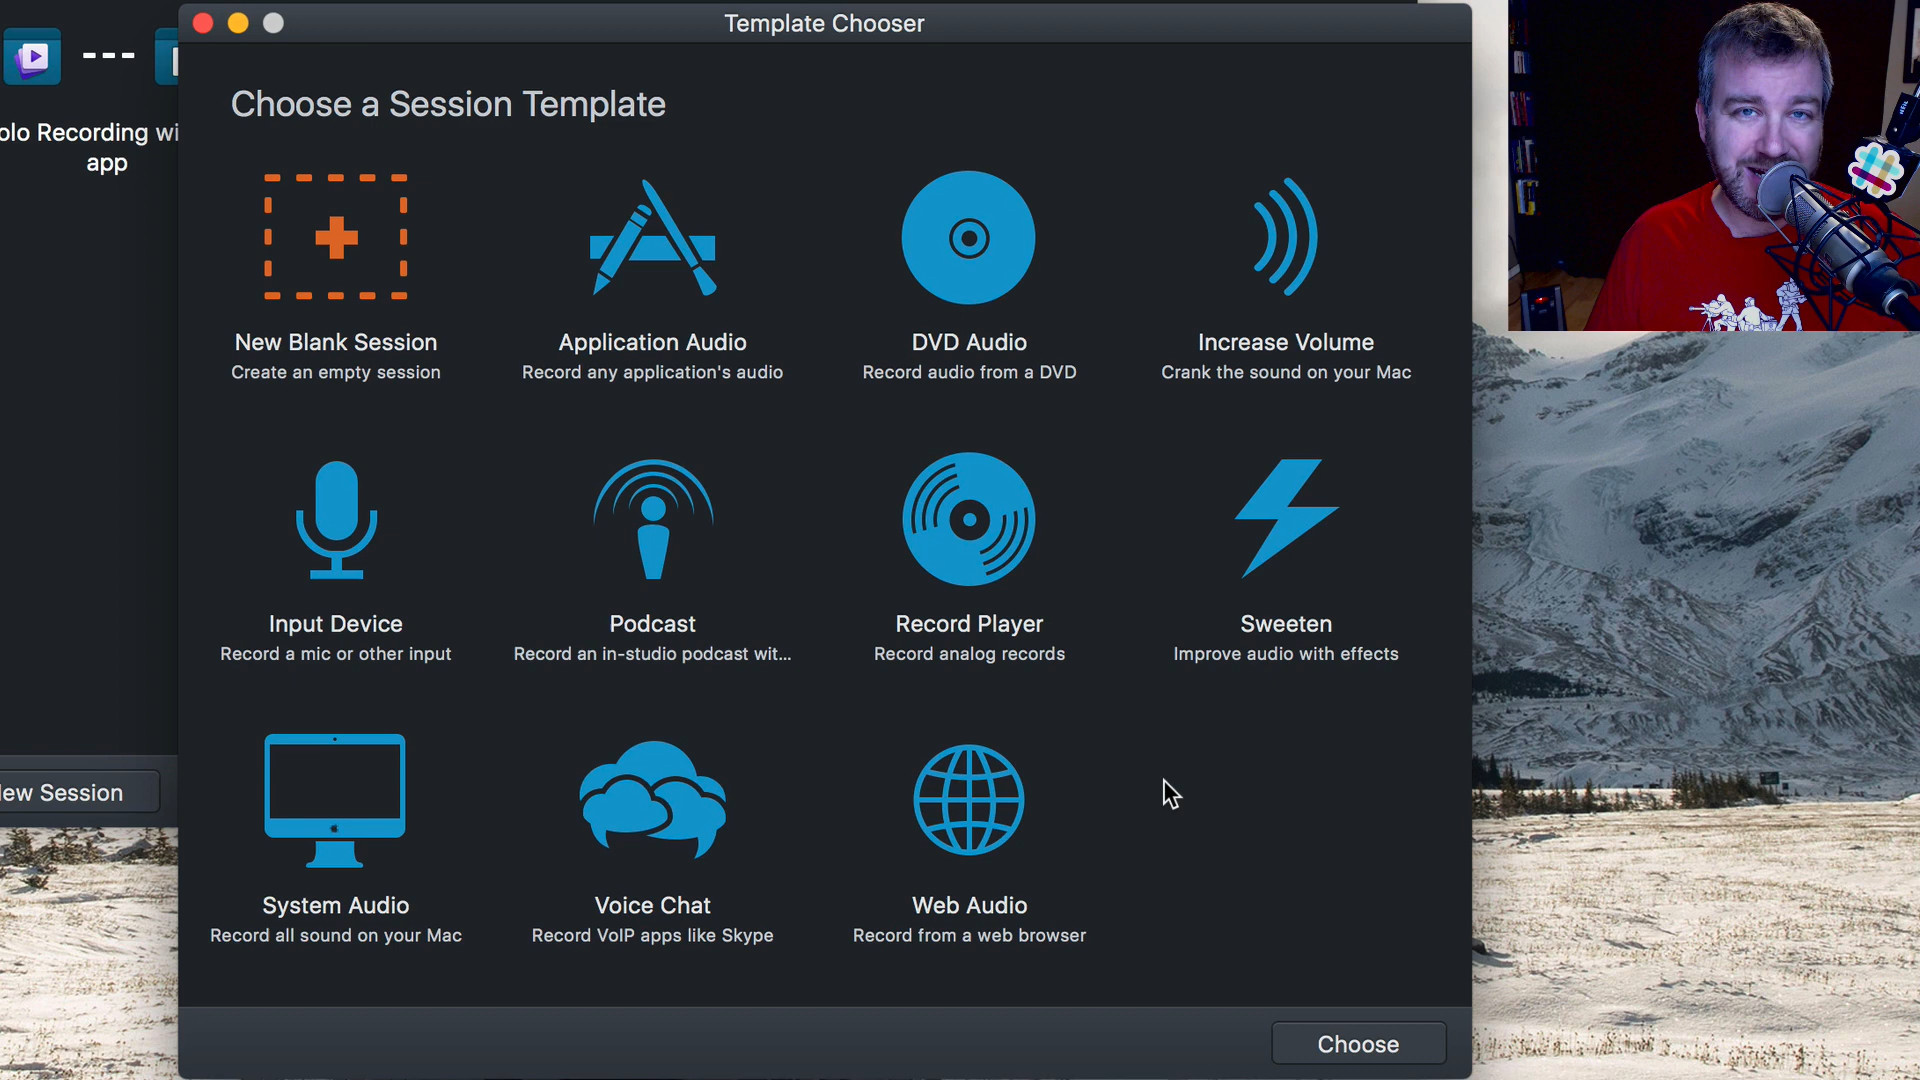 Template Chooser
Choose a Session Template
olo Recording wi
app
New Blank Session
Create an empty session
Application Audio
Record any application's audio
DVD Audio
Record audio from a DVD
Increase Volume
Crank the sound on your Mac
Input Device
Record a mic or other input
Podcast
Record an in-studio podcast wit...
Record Player
Record analog records
Sweeten
Improve audio with effects
ew Session
System Audio
Record all sound on your Mac
Voice Chat
Record VoIP apps like Skype
Web Audio
Record from a web browser
Choose